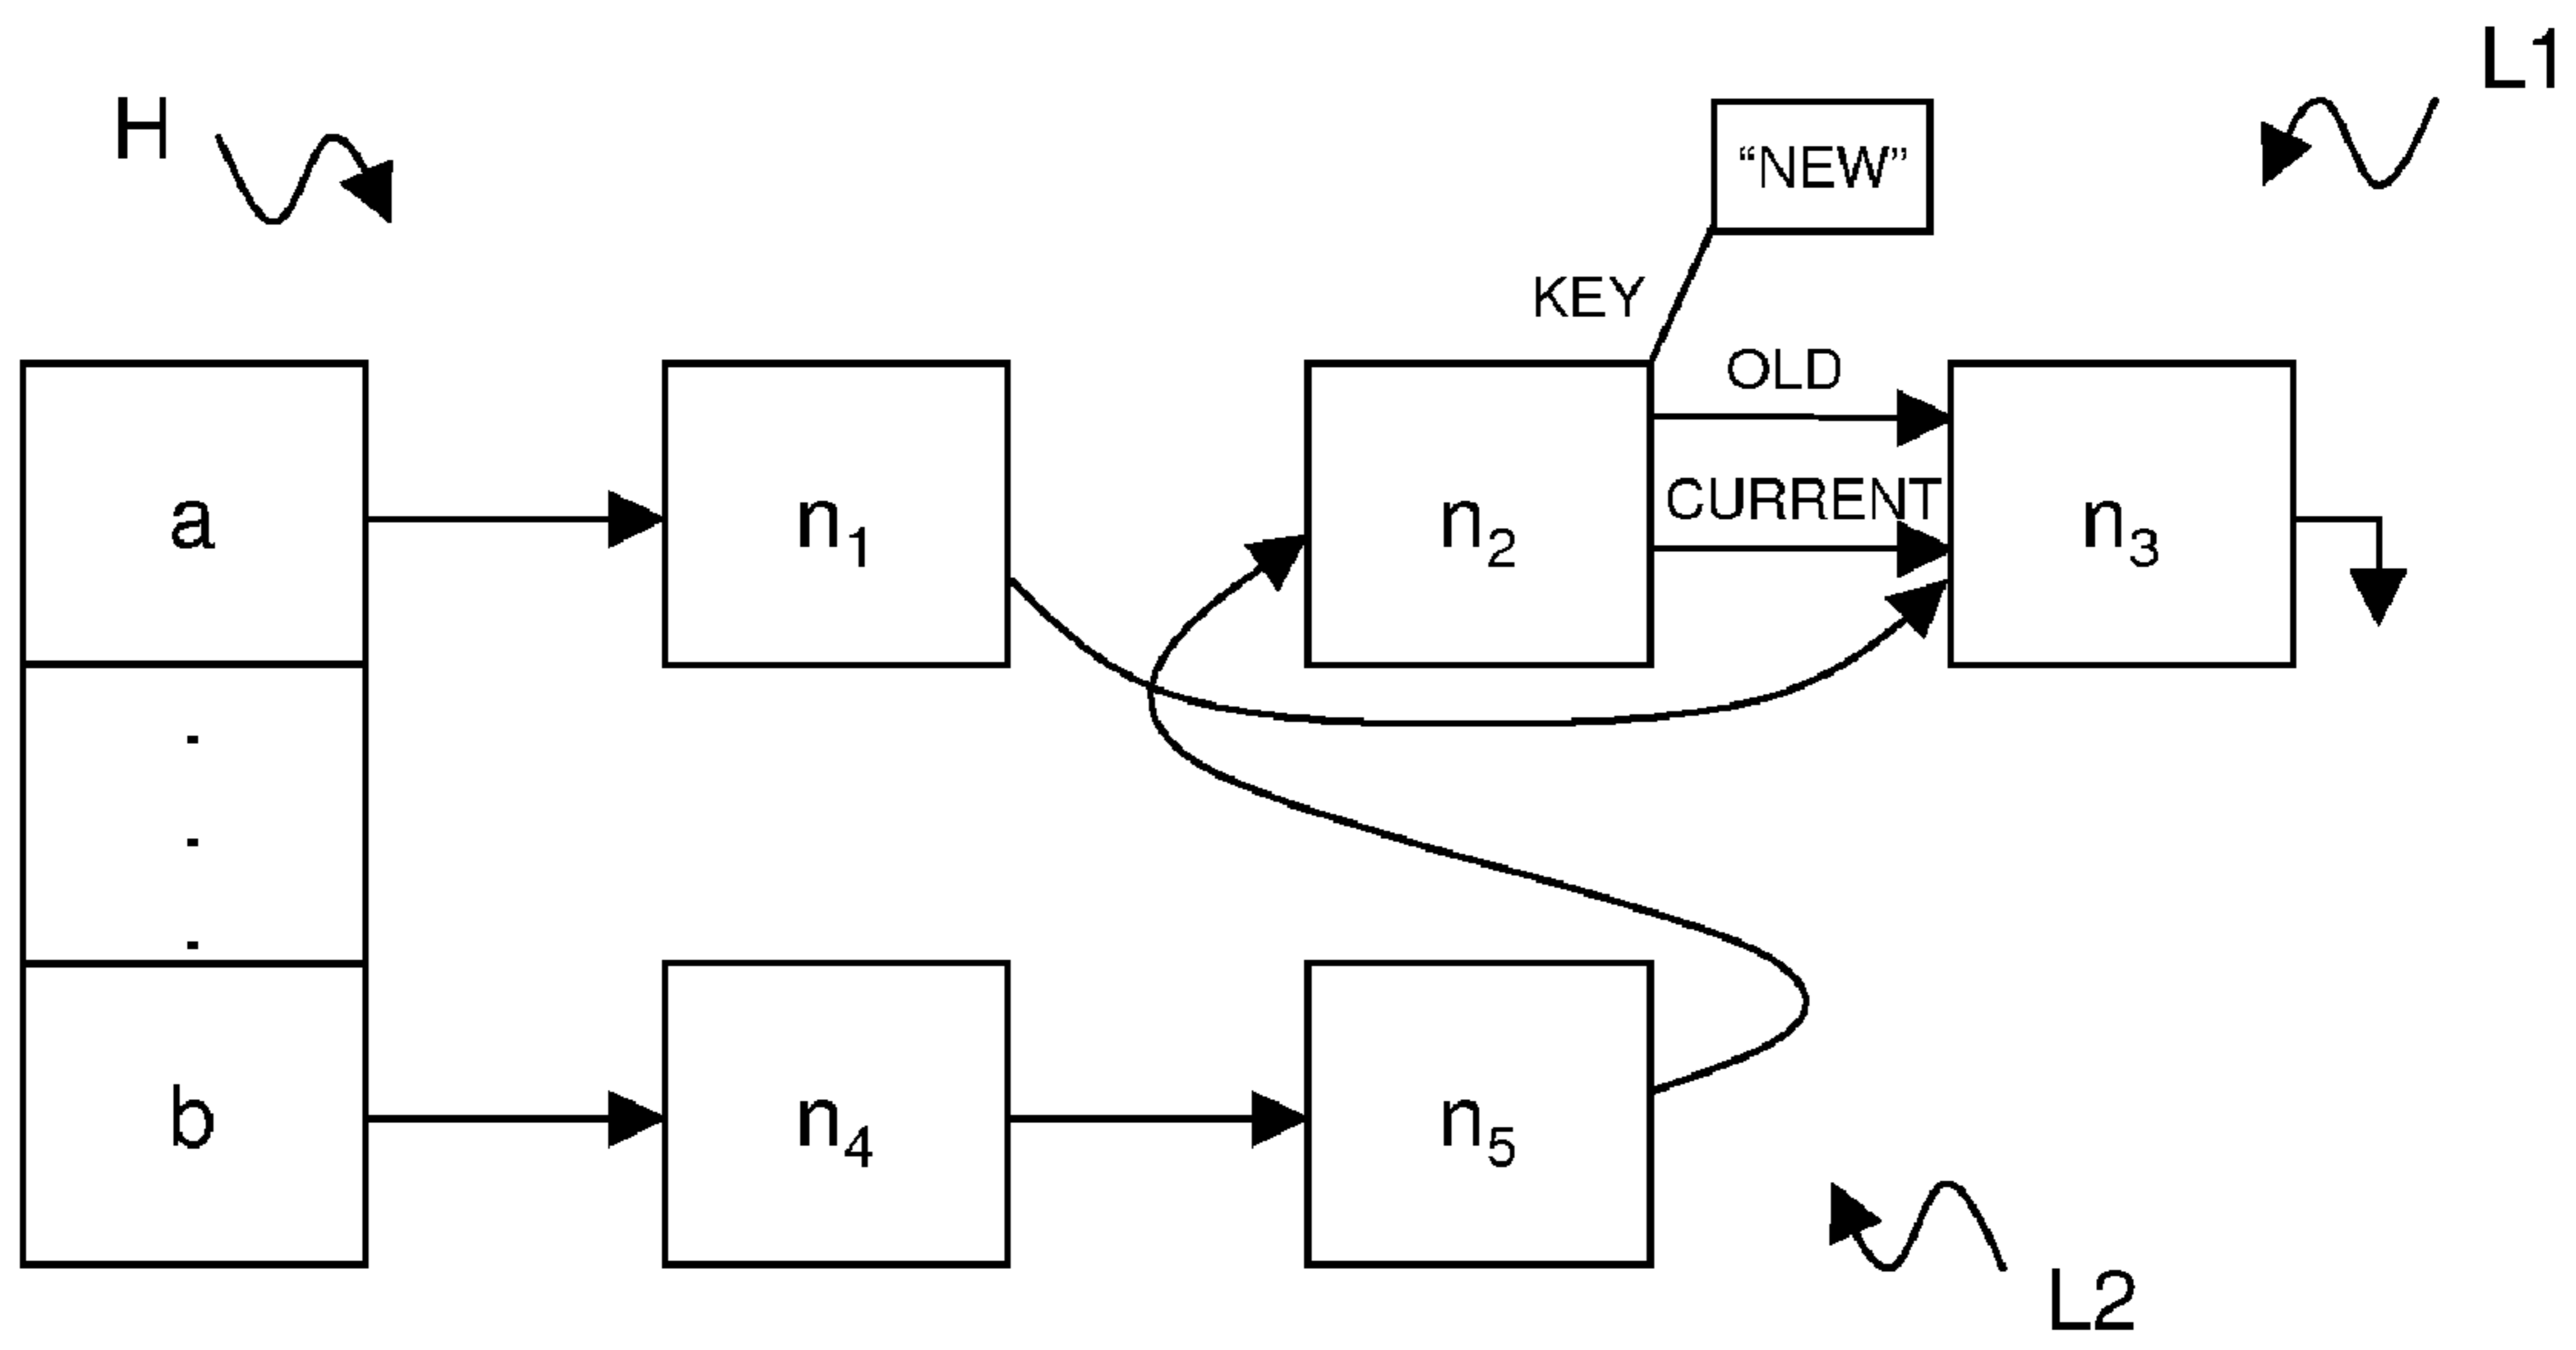 H
L1
“NEW”
KEY
OLD
CURRENT
a
n1
n2
n3
.
.
.
b
n4
n5
L2